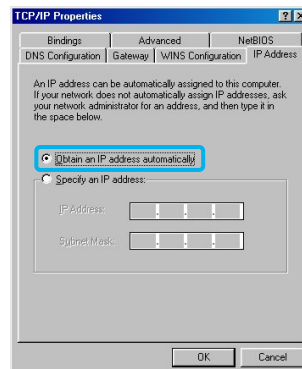 TCP/IP Properties
Bindings Advanced NetBIOS
DNS Configuration Gateway WINS Configuration IP Address
An IP address can be automatically assigned to this computer.
If your network does not automatically assign IP addresses, ask
your network administrator for an address, and then type it in
the space below.
Obtain an IP address automatically
Specify an IP address:
IP Address:
Subnet Mask:
OK Cancel